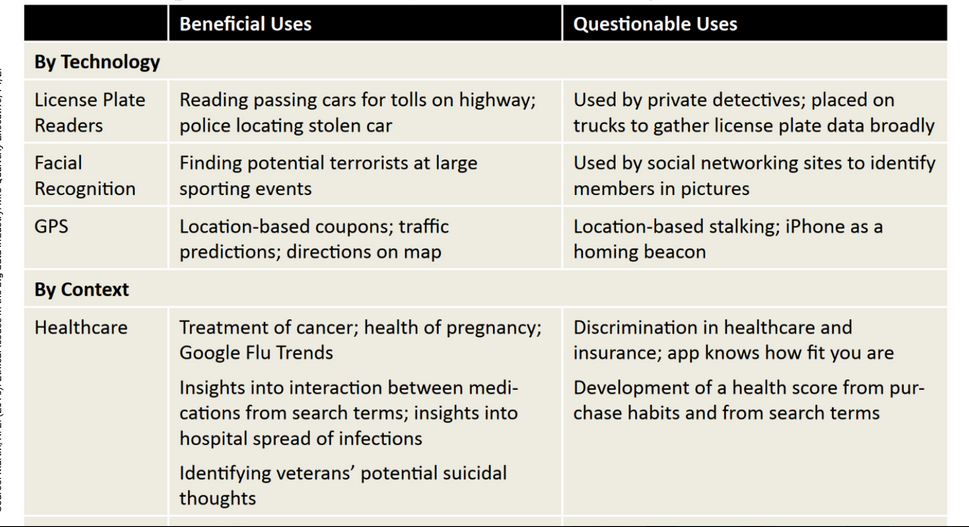 Beneficial Uses
Questionable Uses
By Technology
License Plate
Readers
Reading passing cars for tolls on highway;
police locating stolen car
Used by private detectives; placed on
trucks to gather license plate data broadly
Facial
Recognition
Finding potential terrorists at large
sporting events
Used by social networking sites to identify
members in pictures
GPS
Location-based coupons; traffic
predictions; directions on map
Location-based stalking; iPhone as a
homing beacon
By Context
Healthcare
Treatment of cancer; health of pregnancy;
Google Flu Trends
Insights into interaction between medi-
cations from search terms; insights into
hospital spread of infections
Identifying veterans’ potential suicidal
thoughts
Discrimination in healthcare and
insurance; app knows how fit you are
Development of a health score from pur-
chase habits and from search terms